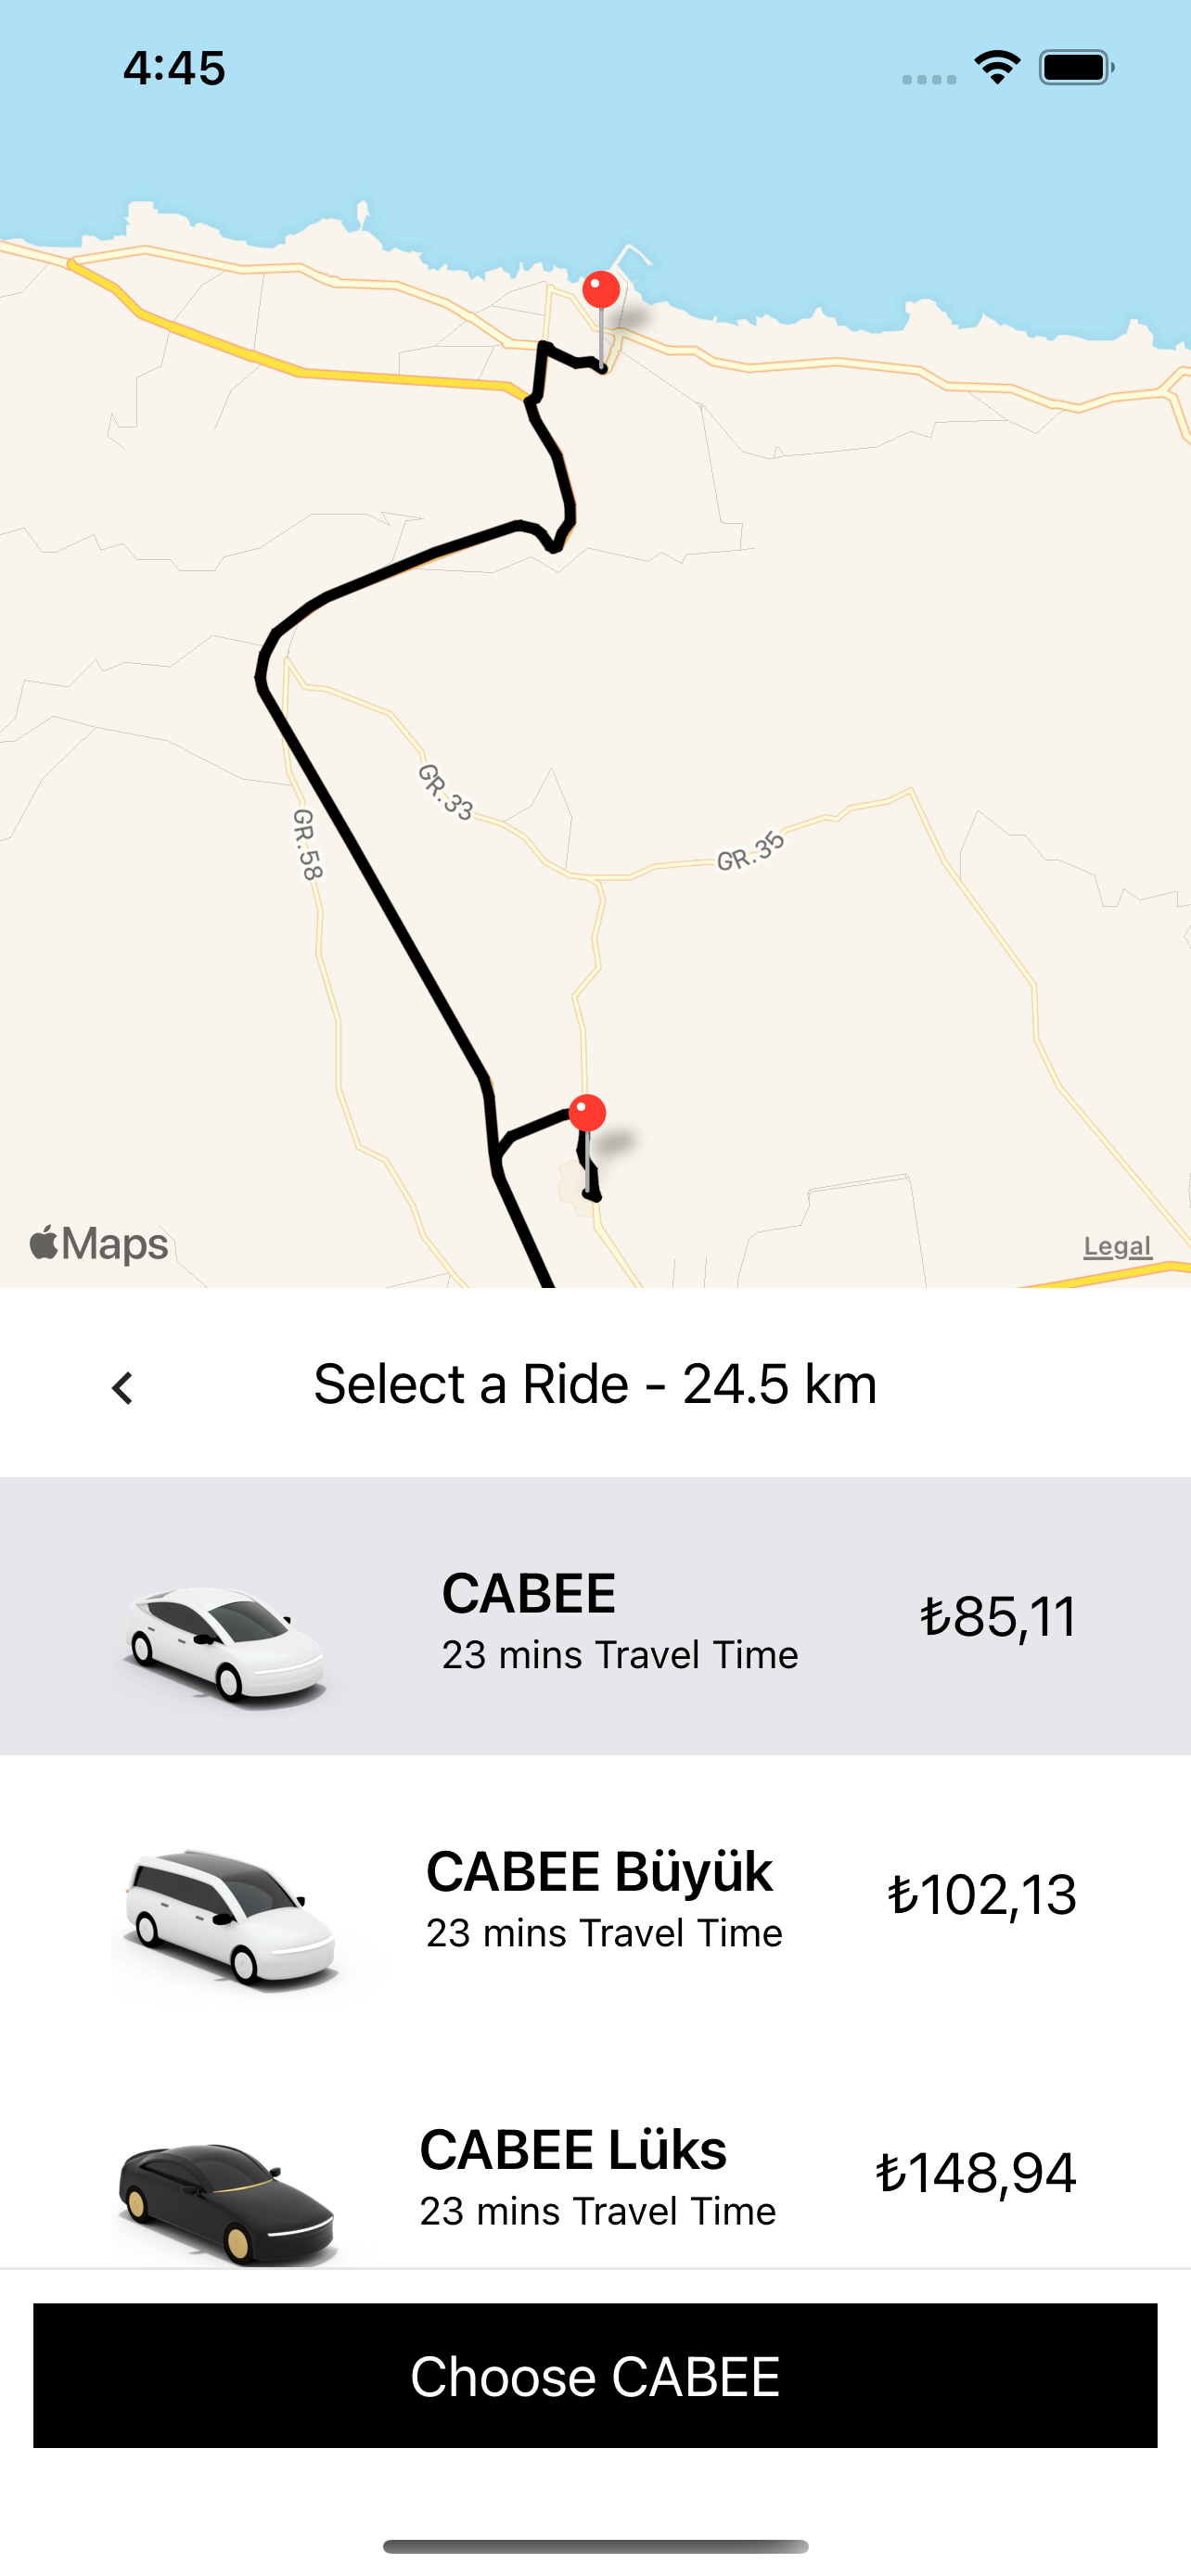 4:45
GR.33
GR.58
GR.35
Maps
Legal
Select a Ride - 24.5 km
CABEE
23 mins Travel Time
₺85,11
CABEE Büyük
23 mins Travel Time
₺102,13
CABEE Lüks
23 mins Travel Time
₺148,94
Choose CABEE